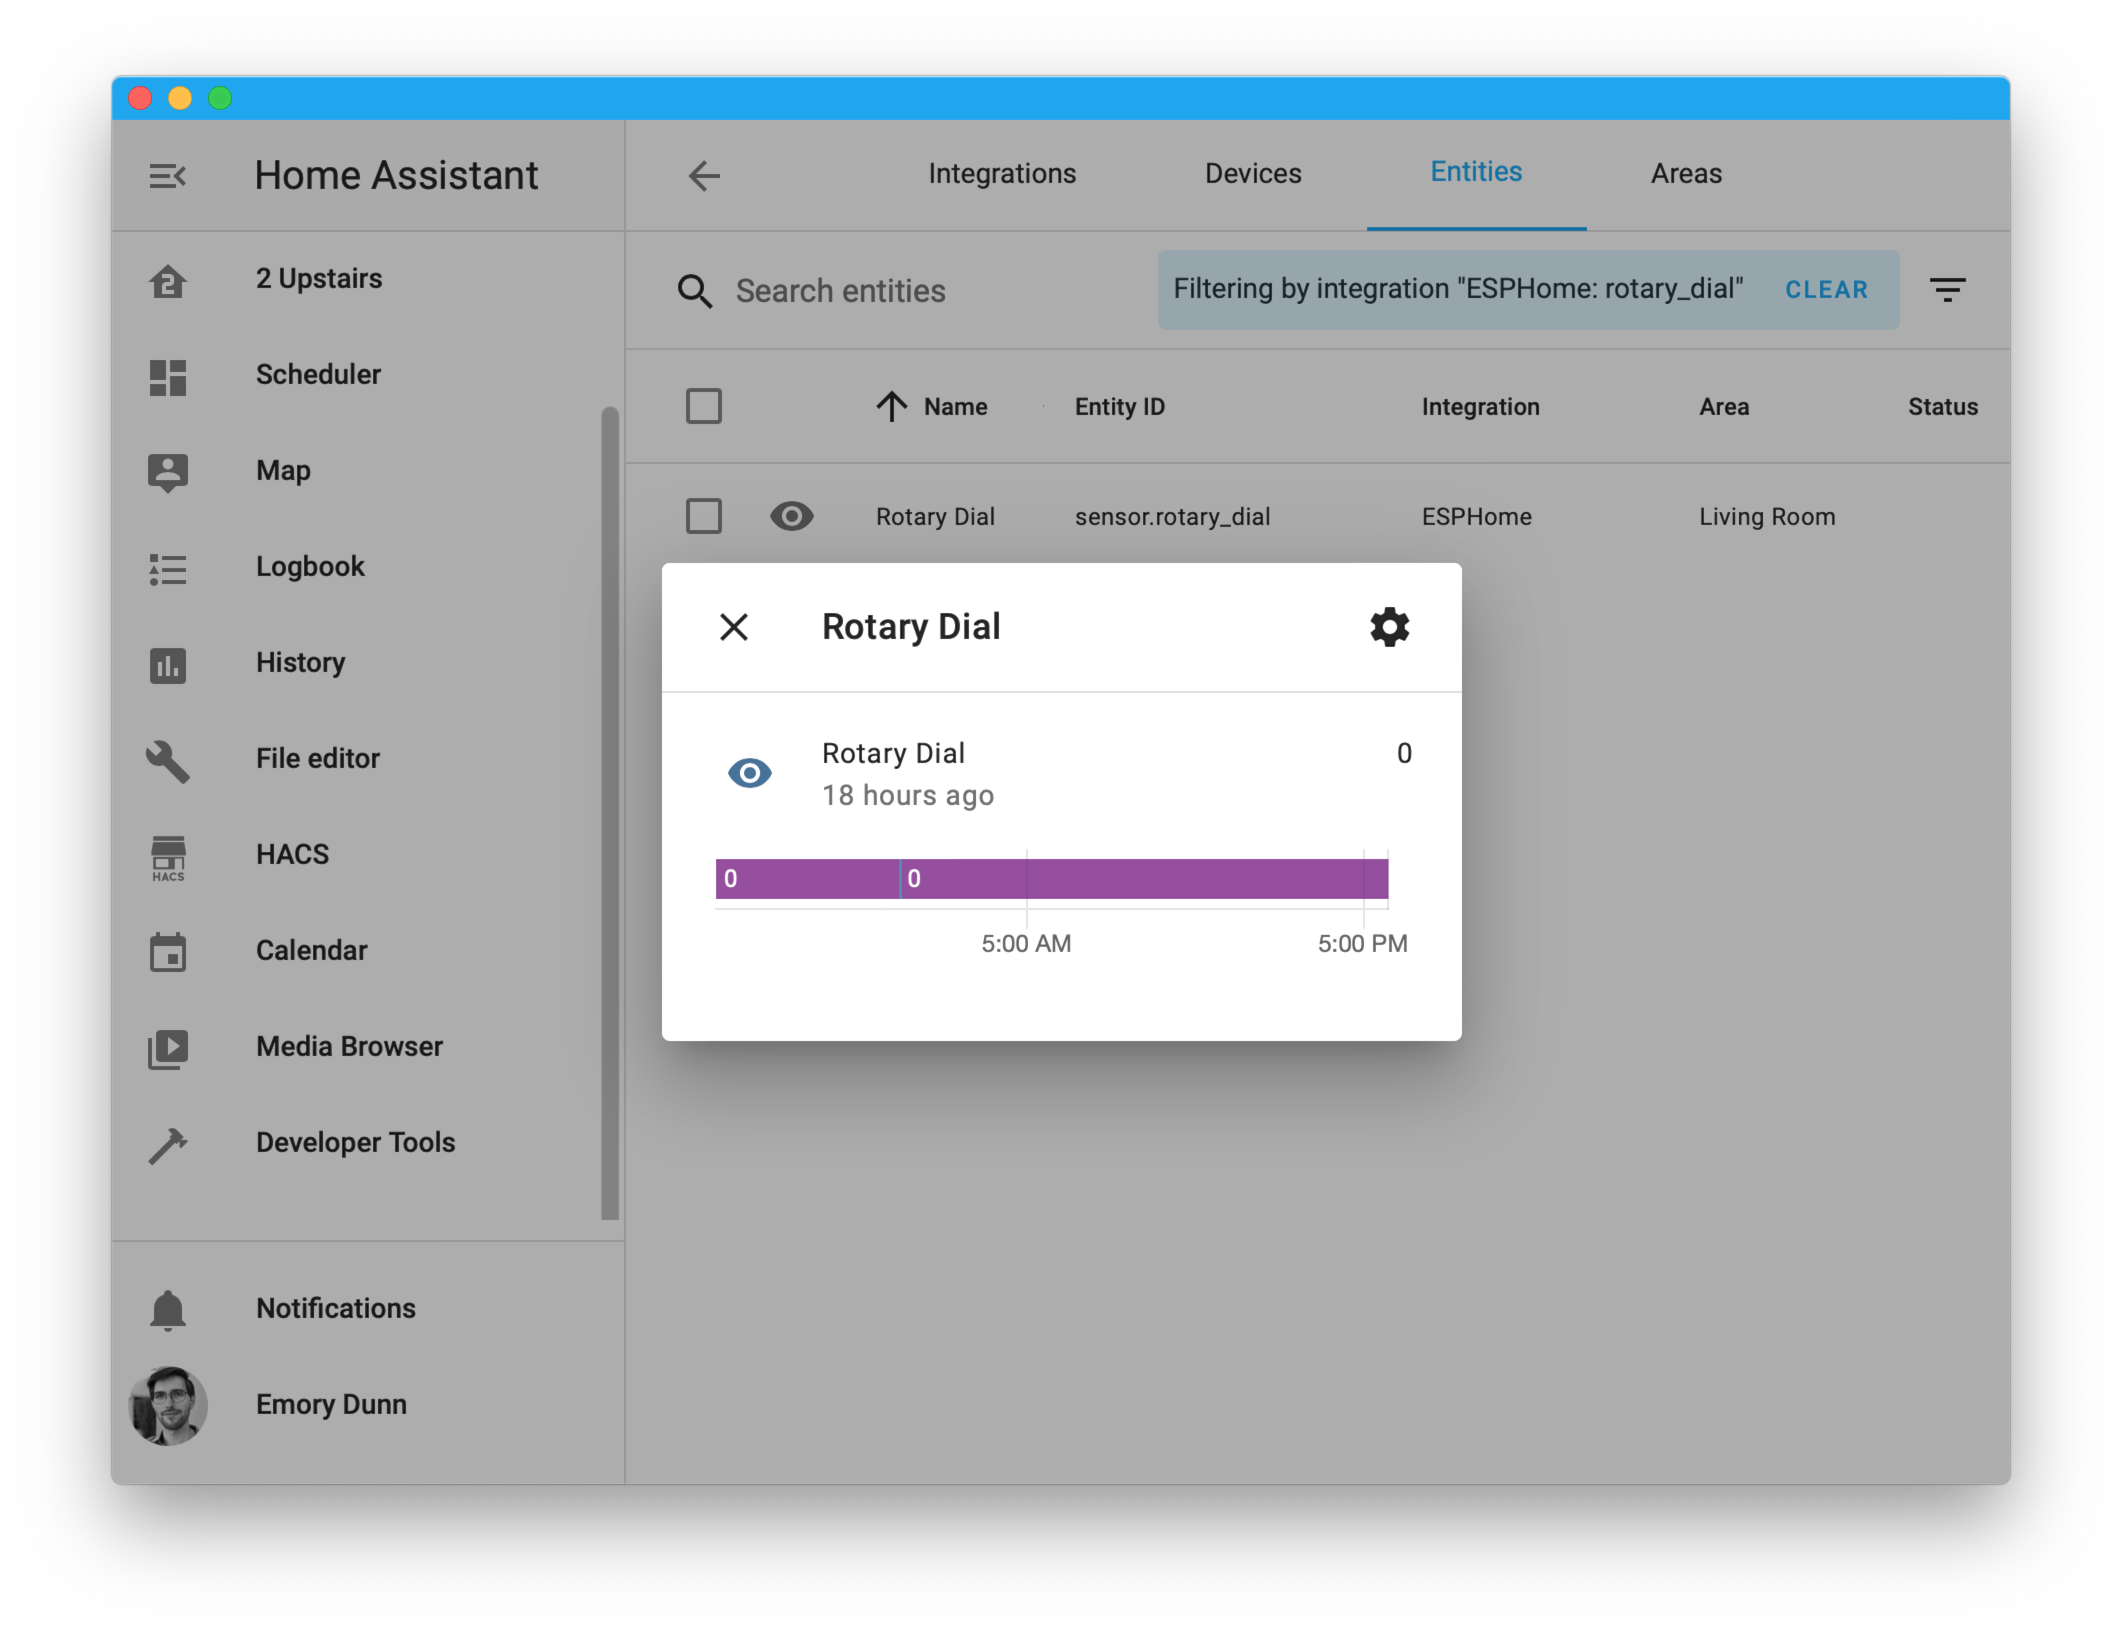 Home Assistant
Integrations Devices Entities Areas
2 Upstairs
Scheduler
Map
Logbook
History
File editor
HACS
HACS
Calendar
Media Browser
Developer Tools
Notifications
Emory Dunn
Search entities
Filtering by integration "ESPHome: rotary_dial" CLEAR
Name Entity ID Integration Area Status
Rotary Dial sensor.rotary_dial ESPHome Living Room
Rotary Dial
Rotary Dial 0
18 hours ago
0 0
5:00 AM 5:00 PM